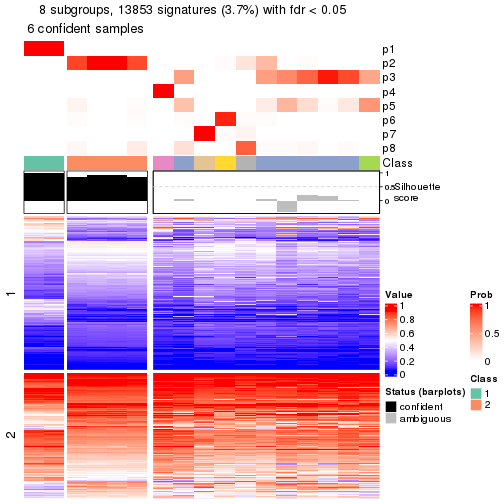 8 subgroups, 13853 signatures (3.7%) with fdr < 0.05
6 confident samples
p1
p2
p3
p4
p5
p6
p7
p8
Class
1
0.5
0
Silhouette
score
1
2
Value
1
0.8
0.6
0.4
0.2
0
Status (barplots)
confident
ambiguous
Prob
1
0.5
0
Class
1
2